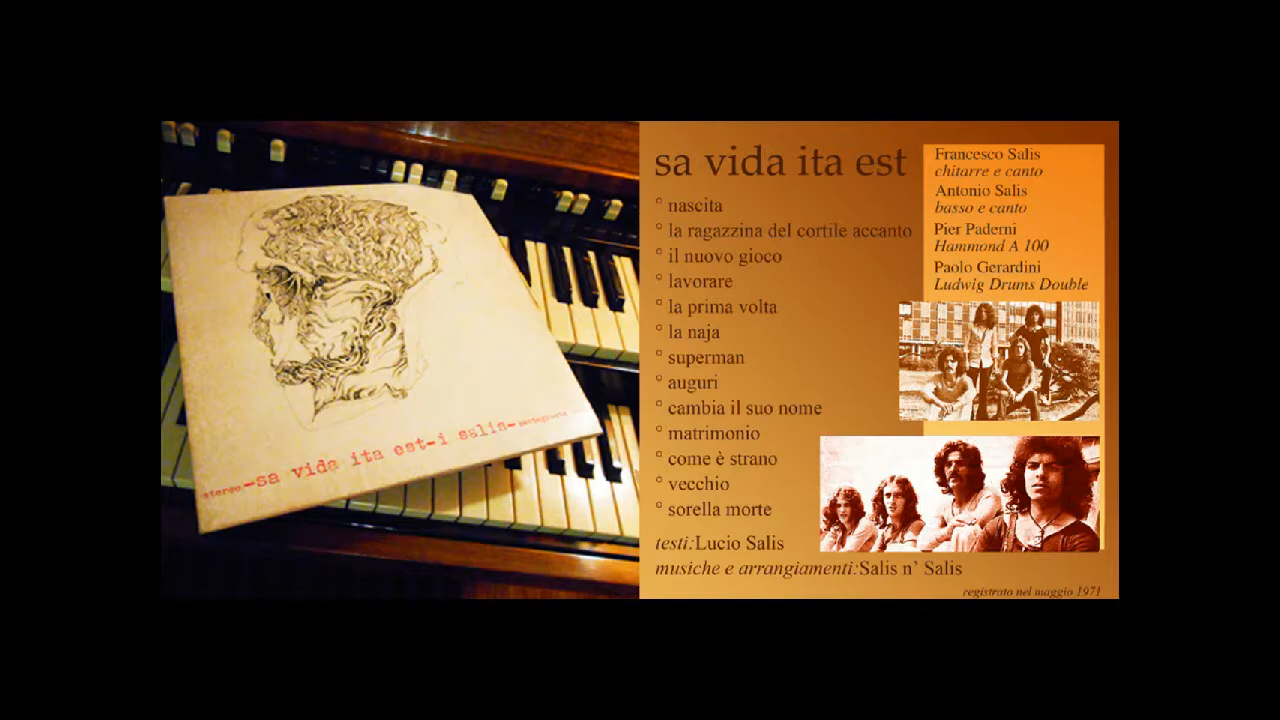 stereo-sa vida ita est-i salis-
sa vida ita est
° nascita
° la ragazzina del cortile accanto
° il nuovo gioco
° lavorare
° la prima volta
° la naja
° superman
° auguri
° cambia il suo nome
° matrimonio
° come è strano
° vecchio
° sorella morte
testi:Lucio Salis
musiche e arrangiamenti:Salis n’ Salis
registrato nel maggio 1971
Francesco Salis
chitarre e canto
Antonio Salis
basso e canto
Pier Paderni
Hammond A 100
Paolo Gerardini
Ludwig Drums Double